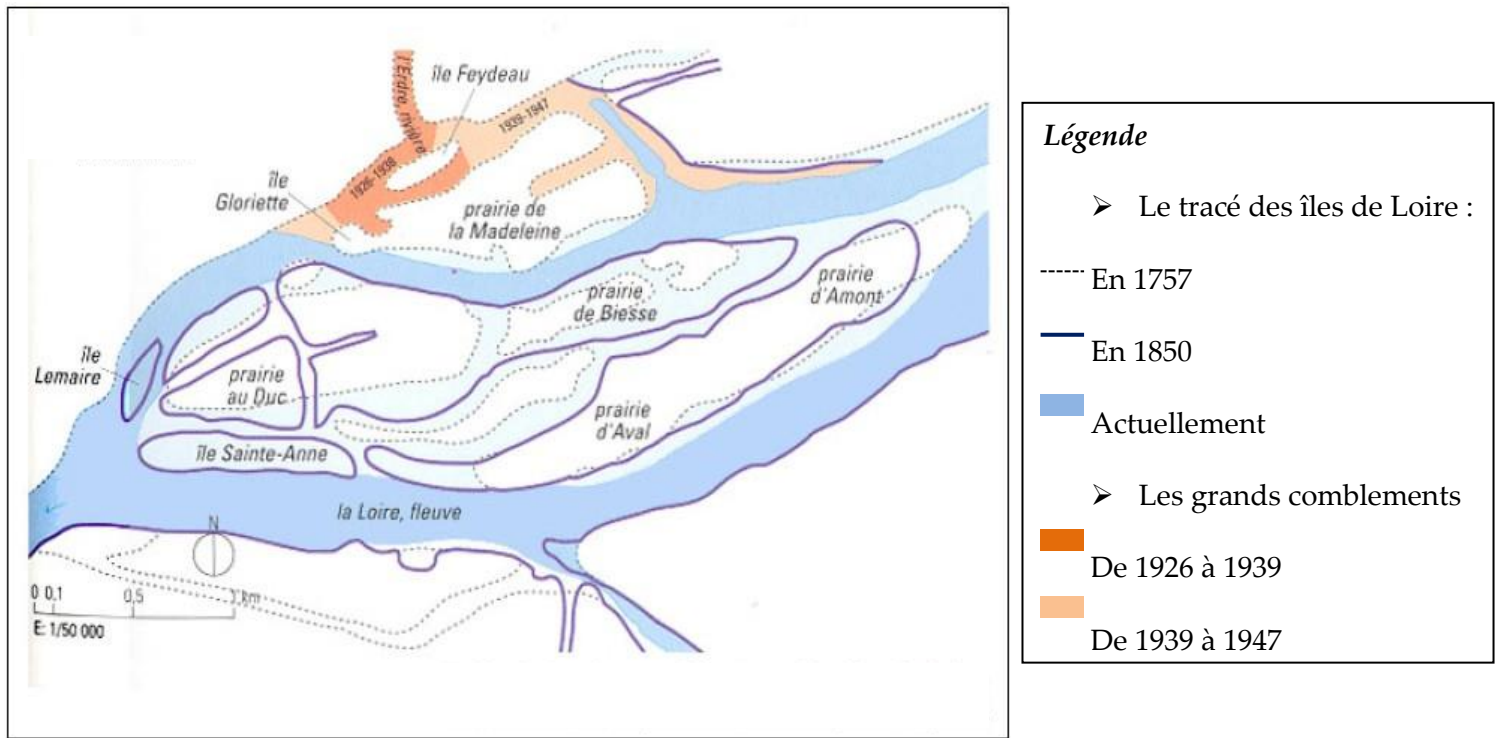 l'Erdre, rivière
île Feydeau
1939-1947
1926-1938
île
Gloriette
prairie de
la Madeleine
prairie
de Biesse
prairie
d'Amont
île
Lemaire
prairie
au Duc
prairie
d'Aval
île Sainte-Anne
la Loire, fleuve
N
0 0,1 0,5 1 km
E: 1/50 000
Légende
➢ Le tracé des îles de Loire :
En 1757
En 1850
Actuellement
➢ Les grands comblements
De 1926 à 1939
De 1939 à 1947